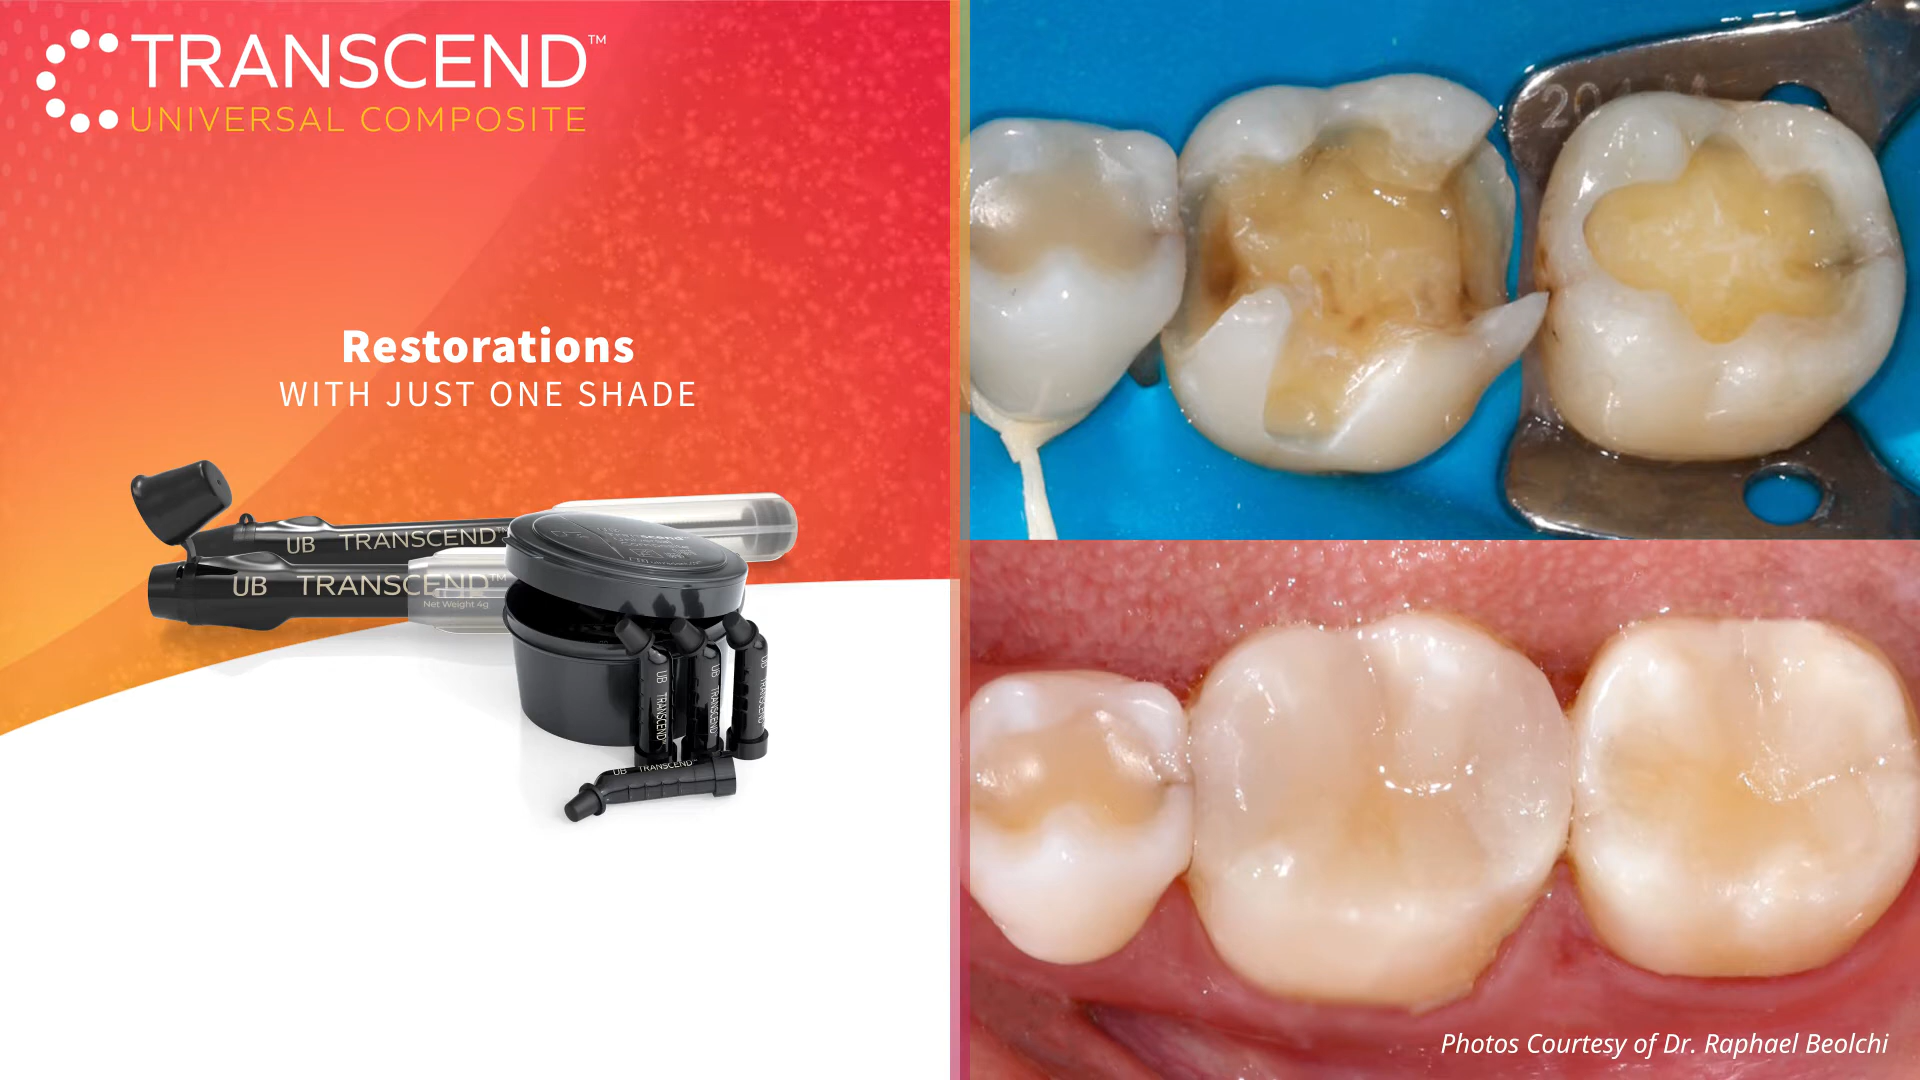 TRANSCEND™
UNIVERSAL COMPOSITE
Restorations
WITH JUST ONE SHADE
UB TRANSCEND™
UB TRANSCEND™
Net Weight 4g
UB TRANSCEND™
UB TRANSCEND™
UB TRANSCEND™
UB TRANSCEND™
Photos Courtesy of Dr. Raphael Beolchi